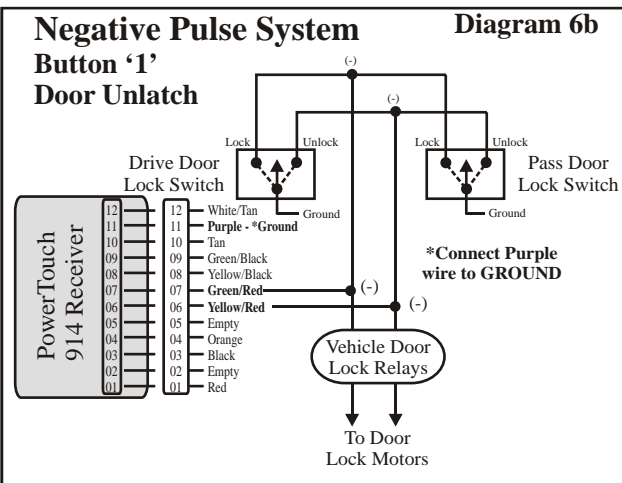 Negative Pulse System
Diagram 6b
Button ‘1’
Door Unlatch
(-)
(-)
Lock
Unlock
Lock
Unlock
Drive Door
Lock Switch
Pass Door
Lock Switch
Ground
Ground
PowerTouch
914 Receiver
12 12 White/Tan
11 11 Purple - *Ground
10 10 Tan
09 09 Green/Black
08 08 Yellow/Black
07 07 Green/Red
06 06 Yellow/Red
05 05 Empty
04 04 Orange
03 03 Black
02 02 Empty
01 01 Red
*Connect Purple
wire to GROUND
(-)
(-)
Vehicle Door
Lock Relays
To Door
Lock Motors